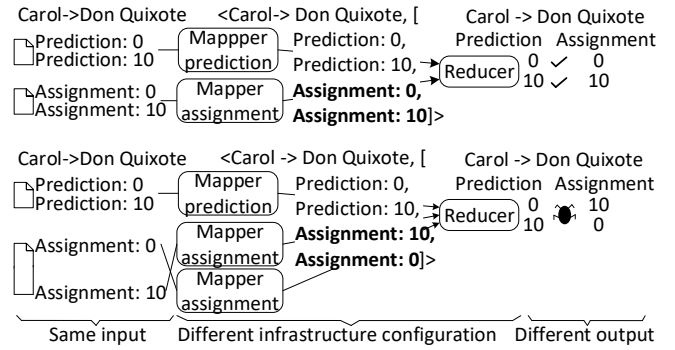 Carol->Don Quixote <Carol-> Don Quixote, [ Carol -> Don Quixote
Prediction: 0 Mappper Prediction: 0, Prediction Assignment
Prediction: 10 prediction Prediction: 10, Reducer 0 ✓ 0
Assignment: 0 Mapper Assignment: 0, 10 ✓ 10
Assignment: 10 assignment Assignment: 10]>
Carol->Don Quixote <Carol -> Don Quixote, [ Carol -> Don Quixote
Prediction: 0 Mapper Prediction: 0, Prediction Assignment
Prediction: 10 prediction Prediction: 10, Reducer 0 10
Assignment: 0 Mapper Assignment: 10, 10 0
assignment Assignment: 0]>
Assignment: 10 Mapper
assignment
Same input Different infrastructure configuration Different output